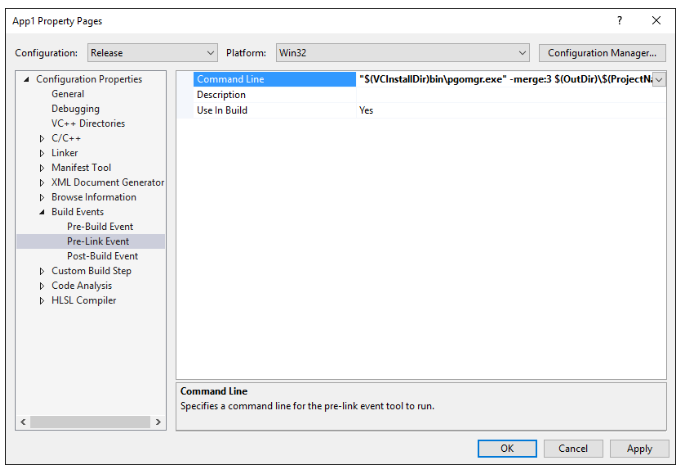 App1 Property Pages
? ×
Configuration: Release Platform: Win32 Configuration Manager...
Configuration Properties
General
Debugging
VC++ Directories
C/C++
Linker
Manifest Tool
XML Document Generator
Browse Information
Build Events
Pre-Build Event
Pre-Link Event
Post-Build Event
Custom Build Step
Code Analysis
HLSL Compiler
Command Line "$(VCInstallDir)bin\pgomgr.exe" -merge:3 $(OutDir)\$(ProjectNa
Description
Use In Build Yes
Command Line
Specifies a command line for the pre-link event tool to run.
OK Cancel Apply